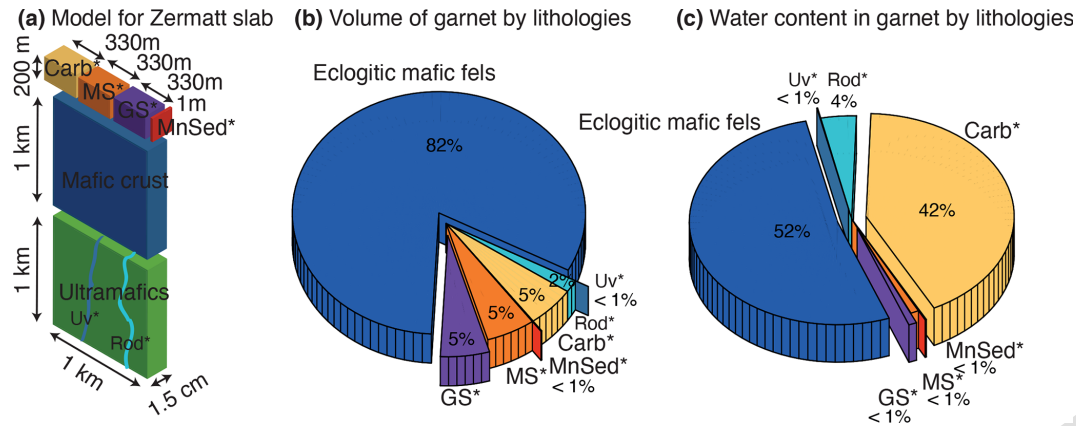 (a) Model for Zermatt slab
330m
330m
330m
1m
200 m
Carb*
MS*
GS*
MnSed*
1 km
Mafic crust
1 km
Ultramafics
Uv*
Rod*
1 km
1.5 cm
(b) Volume of garnet by lithologies
Eclogitic mafic fels
82%
2%
Uv*
< 1%
5%
Rod*
5%
Carb*
5%
MnSed*
< 1%
MS*
GS*
(c) Water content in garnet by lithologies
Uv*
< 1%
Rod*
4%
Eclogitic mafic fels
Carb*
42%
52%
MnSed*
< 1%
MS*
< 1%
GS*
< 1%